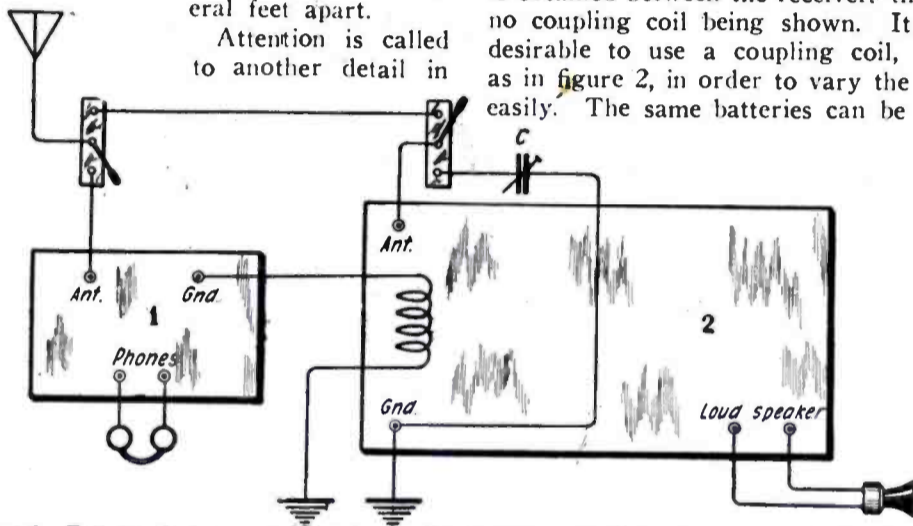 eral feet apart.
Attention is called
to another detail in
no coupling coil being shown. It
desirable to use a coupling coil,
as in figure 2, in order to vary the
easily. The same batteries can be
C
Ant.
Ant. Gnd
1
2
Phones
Gnd
Loud speaker